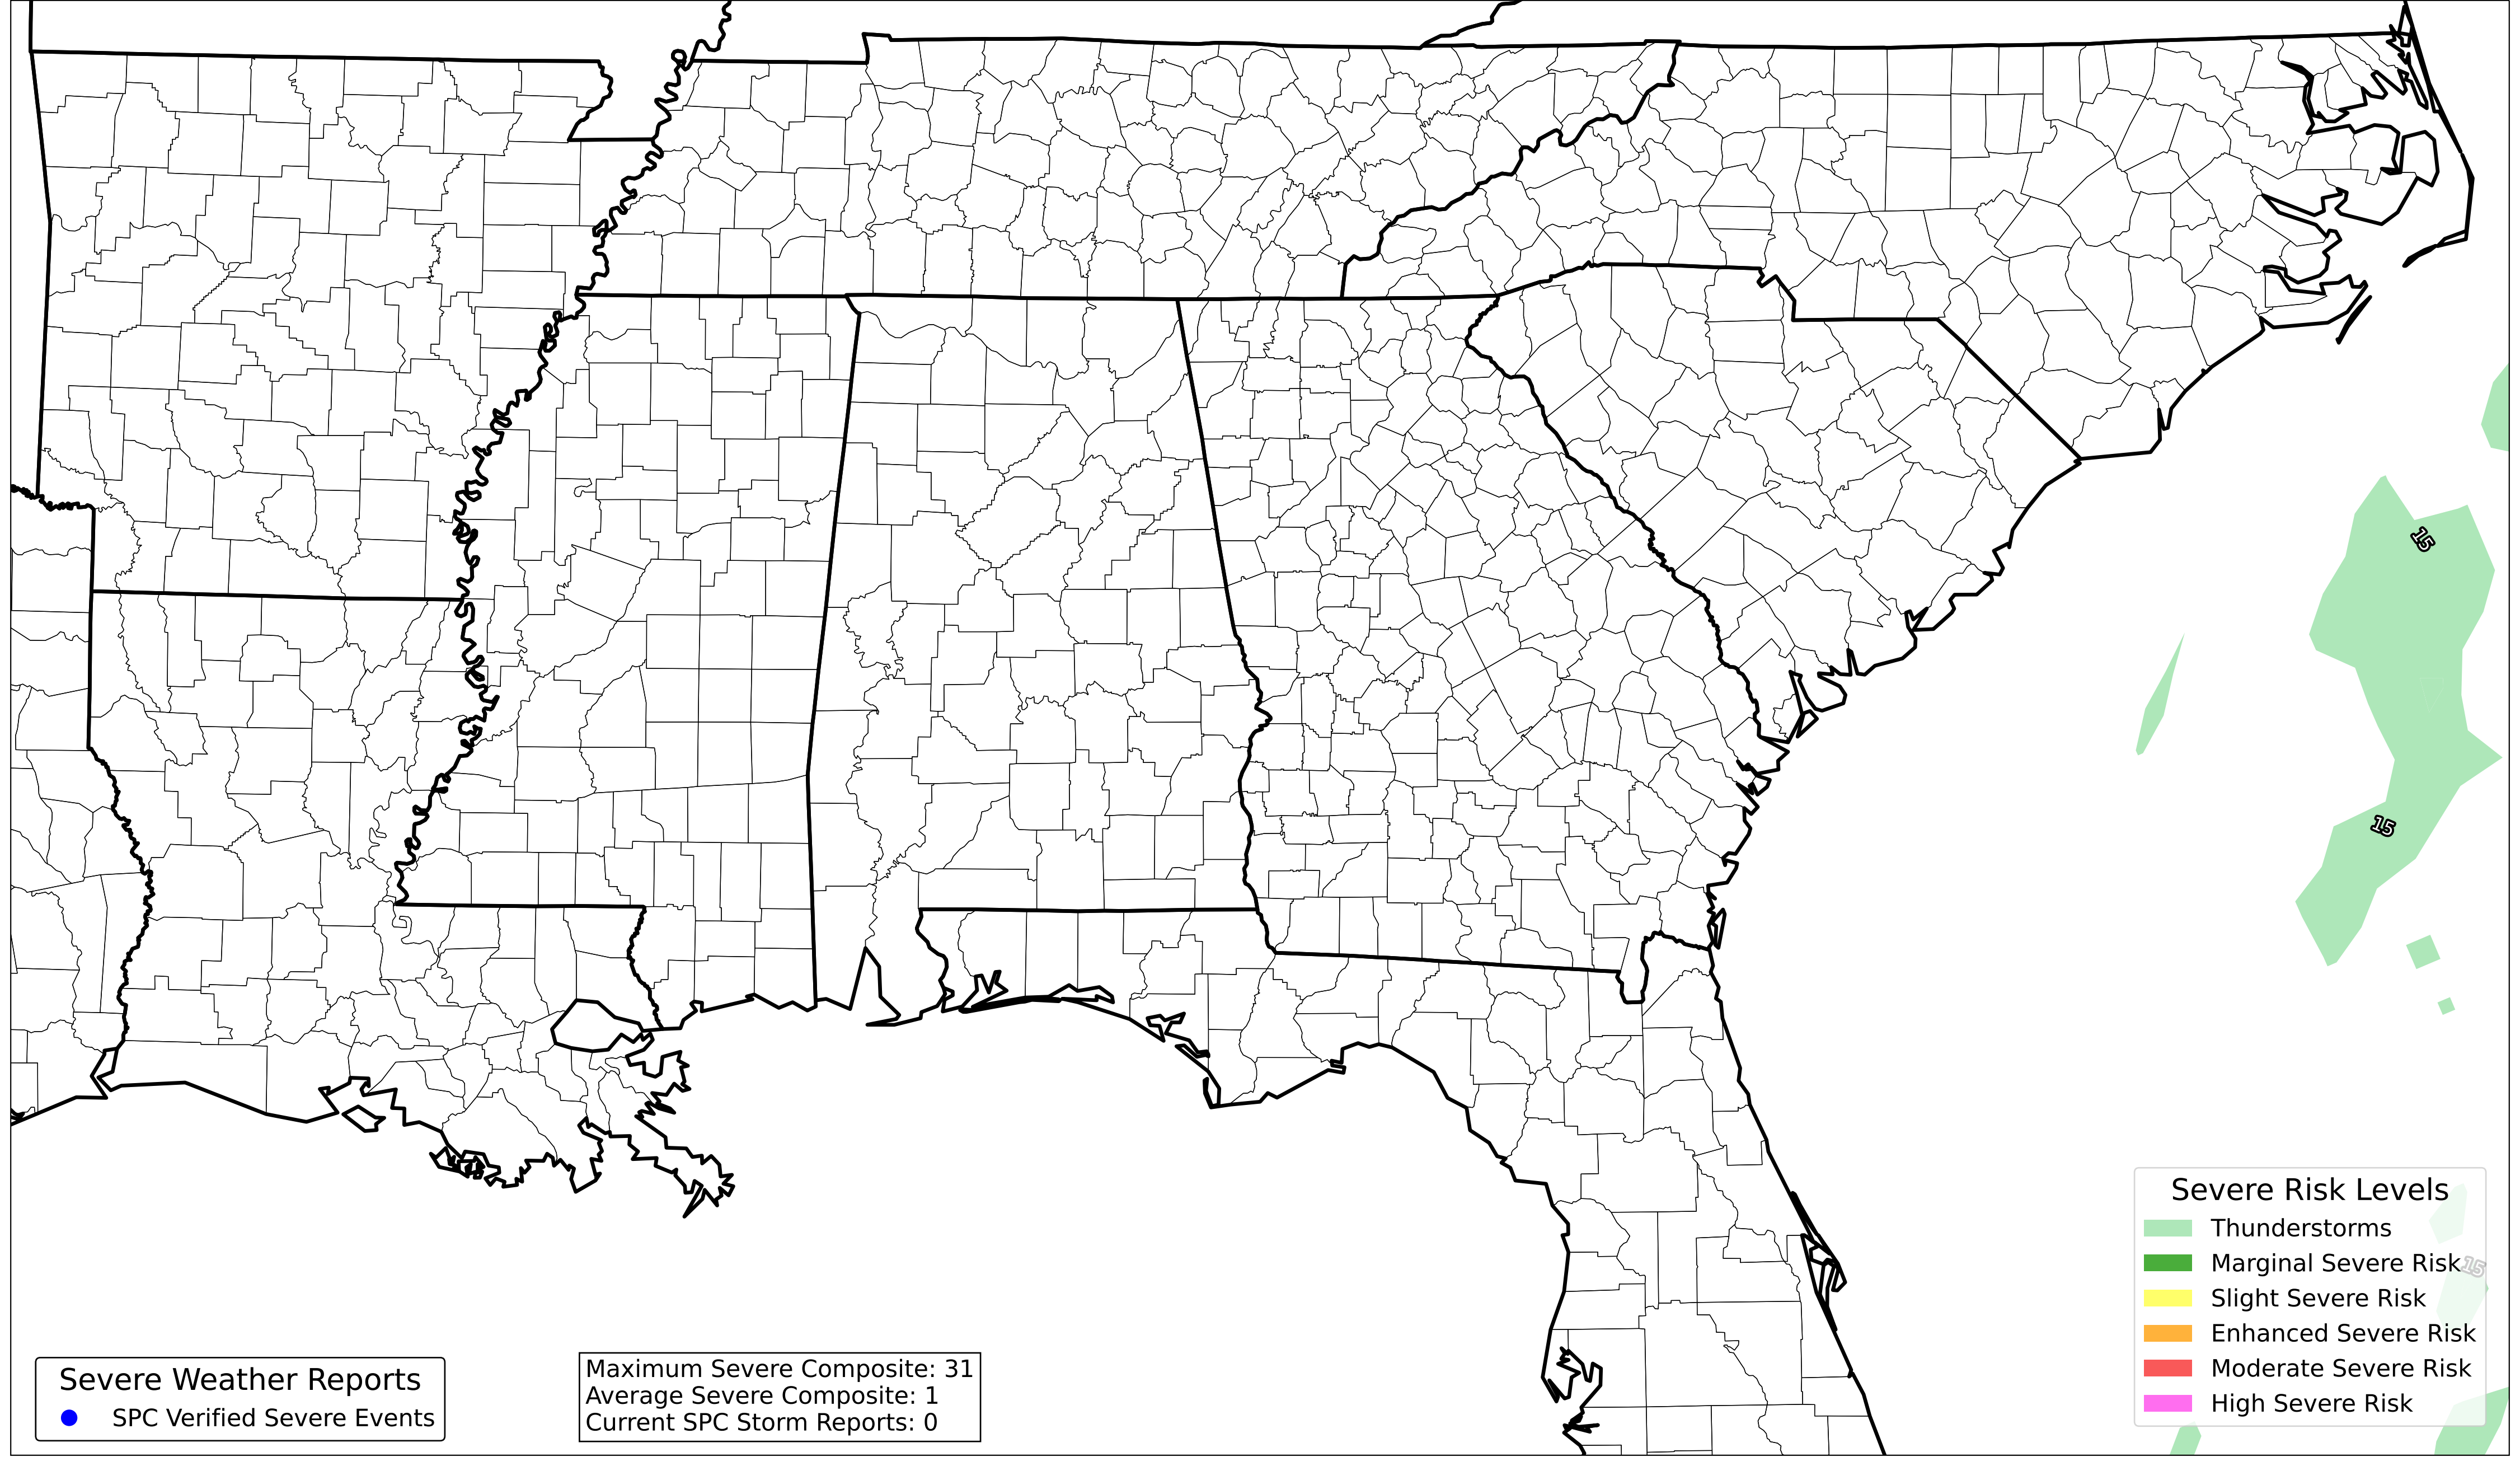 15
15
Severe Risk Levels
Thunderstorms
Marginal Severe Risk
15
Slight Severe Risk
Enhanced Severe Risk
Moderate Severe Risk
High Severe Risk
Severe Weather Reports
SPC Verified Severe Events
Maximum Severe Composite: 31
Average Severe Composite: 1
Current SPC Storm Reports: 0